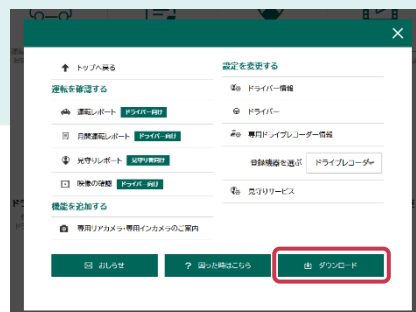 トップへ戻る
運転を確認する
運転レポート ドライバー向け
月間運転レポート ドライバー向け
見守りレポート 見守り者向け
映像の確認 ドライバー向け
機能を追加する
専用リアカメラ・専用インカメラのご案内
設定を変更する
ドライバー情報
ドライバー
専用ドライブレコーダー情報
登録機器を選ぶ ドライブレコーダー
見守りサービス
おしらせ
? 困った時はこちら
ダウンロード